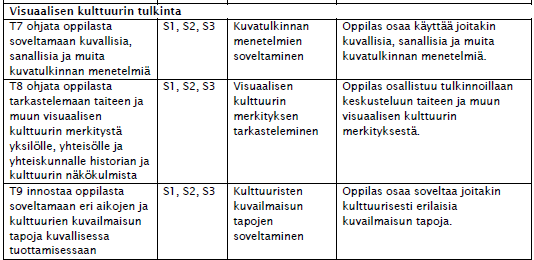 Visuaalisen kulttuurin tulkinta
T7 ohjata oppilasta
soveltamaan kuvallisia,
sanallisia ja muita
kuvatulkinnan menetelmiä
S1, S2, S3
Kuvatulkinnan
menetelmien
soveltaminen
Oppilas osaa käyttää joitakin
kuvallisia, sanallisia ja muita
kuvatulkinnan menetelmiä.
T8 ohjata oppilasta
tarkastelemaan taiteen ja
muun visuaalisen
kulttuurin merkitystä
yksilölle, yhteisölle ja
yhteiskunnalle historian ja
kulttuurin näkökulmista
S1, S2, S3
Visuaalisen
kulttuurin
merkityksen
tarkasteleminen
Oppilas osallistuu tulkinnoillaan
keskusteluun taiteen ja muun
visuaalisen kulttuurin
merkityksestä.
T9 innostaa oppilasta
soveltamaan eri aikojen ja
kulttuurien kuvailmaisun
tapoja kuvallisessa
tuottamisessaan
S1, S2, S3
Kulttuuristen
kuvailmaisun
tapojen
soveltaminen
Oppilas osaa soveltaa joitakin
kulttuurisesti erilaisia
kuvailmaisun tapoja.